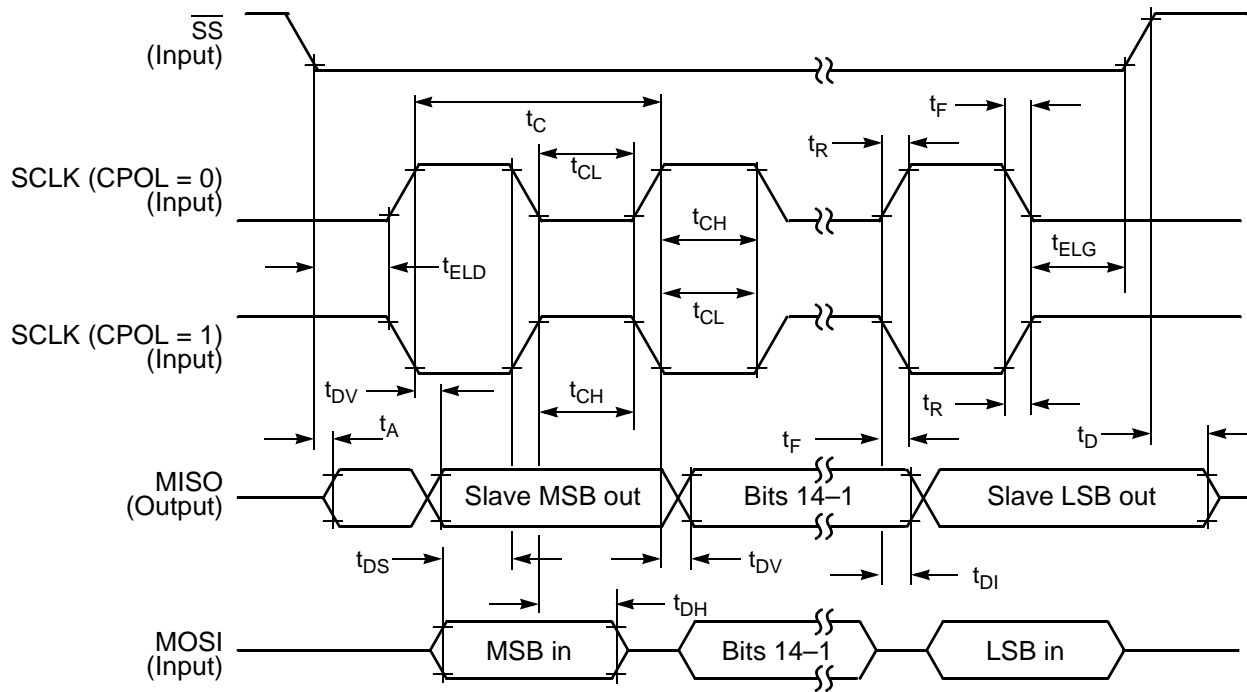 SS
(Input)
tC
tF
tR
tCL
SCLK (CPOL = 0)
(Input)
tCH
tELD
tELG
tCL
SCLK (CPOL = 1)
(Input)
tDV
tCH
tR
tA
tF
tD
MISO
(Output)
Slave MSB out
Bits 14–1
Slave LSB out
tDS
tDV
tDI
tDH
MOSI
(Input)
MSB in
Bits 14–1
LSB in